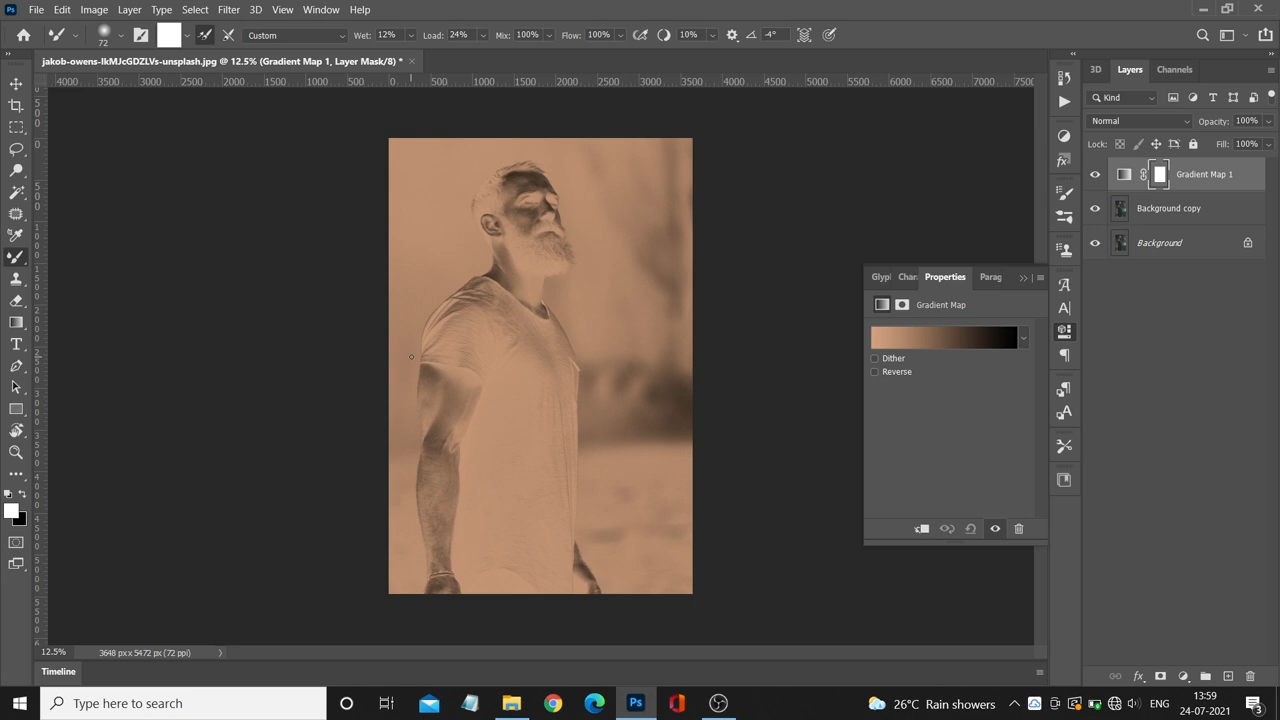 Ps File Edit Image Layer Type Select Filter 3D View Window Help
72 Custom Wet: 12% Load: 24% Mix: 100% Flow: 100% 10% -4°
jakob-owens-lkMJcGDZLVs-unsplash.jpg @ 12.5% (Gradient Map 1, Layer Mask/8) * ×
4000 3500 3000 2500 2000 1500 1000 500 0 500 1000 1500 2000 2500 3000 3500 4000 4500 5000 5500 6000 6500 7000 7500
3D Layers Channels
Kind
Normal Opacity: 100%
Lock: Fill: 100%
Gradient Map 1
Background copy
Background
Glypl Char Properties Parag
Gradient Map
Dither
Reverse
12.5% 3648 px x 5472 px (72 ppi)
Timeline
Type here to search
Ps
26°C Rain showers
ENG
13:59
24-07-2021
3